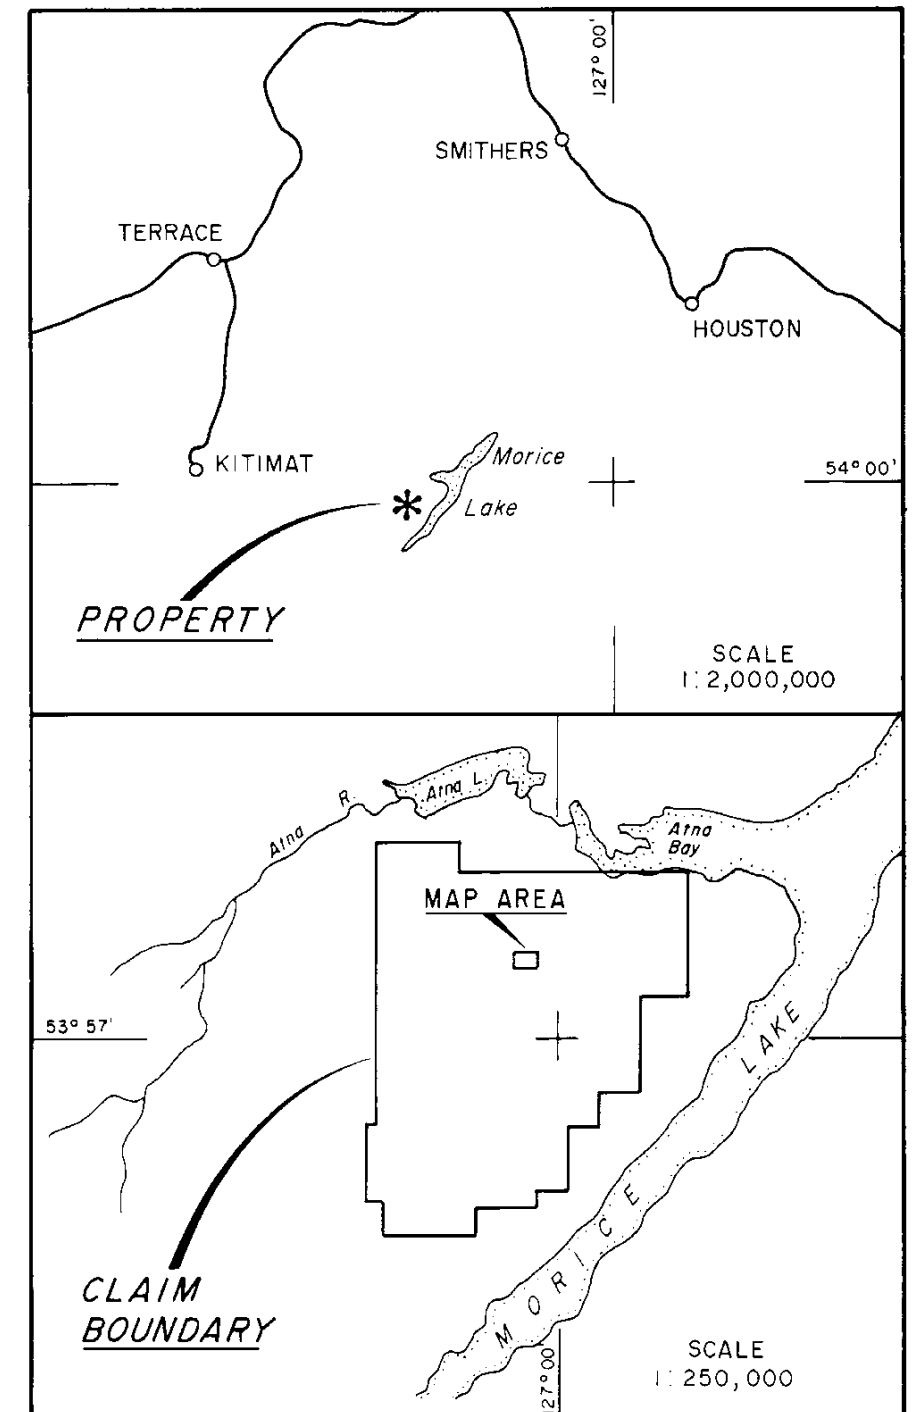 127° 00'
SMITHERS
TERRACE
HOUSTON
KITIMAT
Morice
Lake
54° 00'
PROPERTY
SCALE
1:2,000,000
Atna L.
Atna R.
Atna
Bay
MAP AREA
53° 57'
MORICE LAKE
CLAIM
BOUNDARY
127° 00'
SCALE
1:250,000